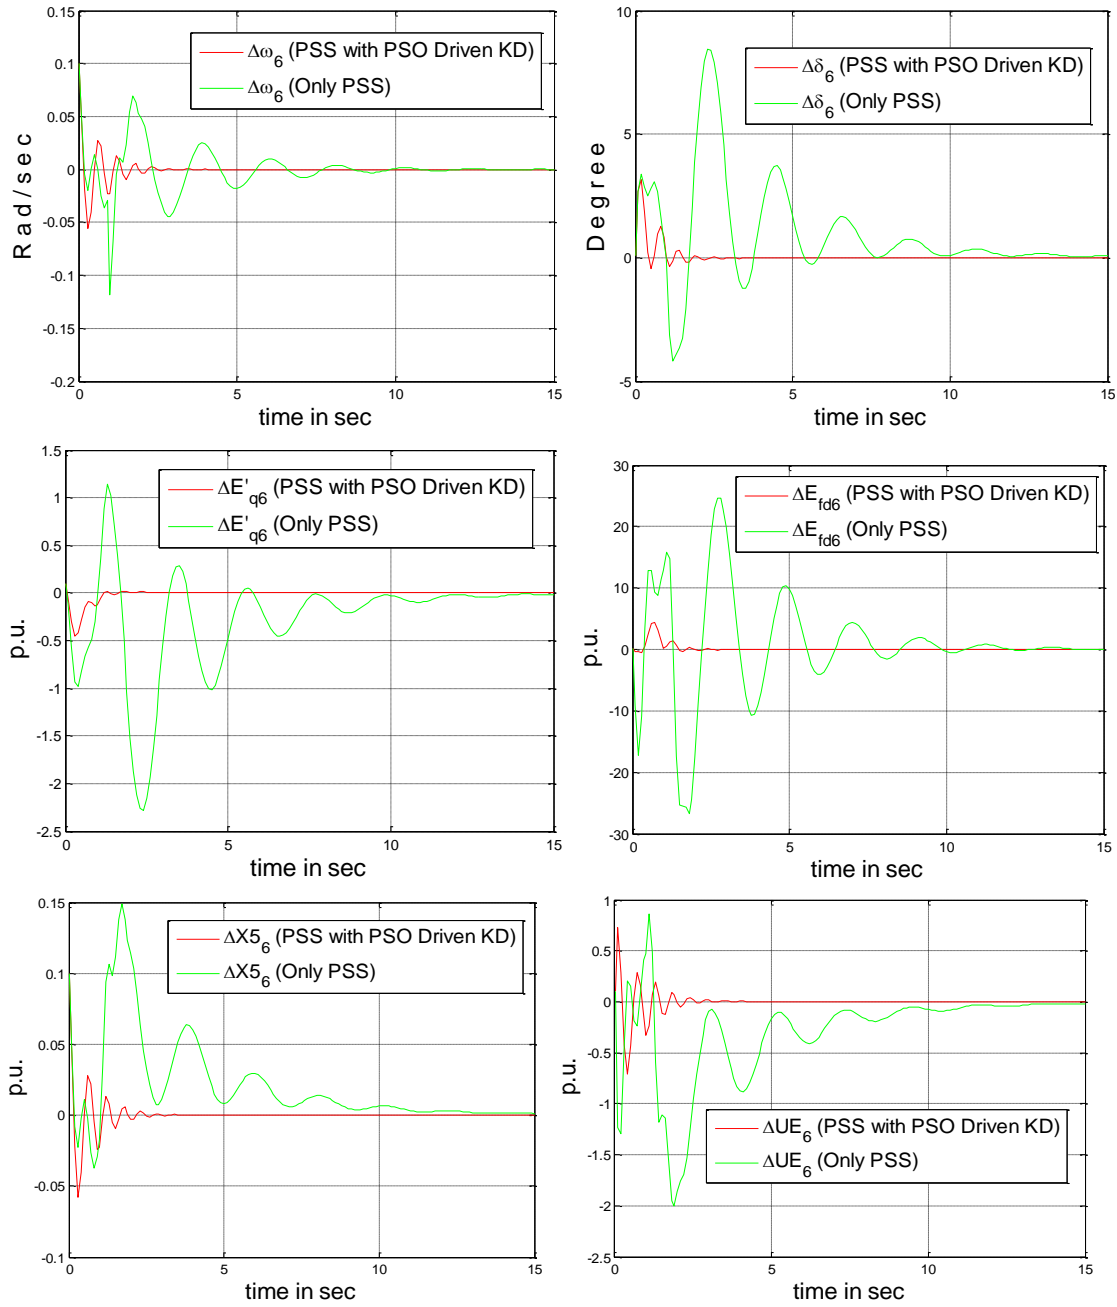 0.15
0.1
0.05
0
-0.05
-0.1
-0.15
-0.2
Rad/sec
Δω6 (PSS with PSO Driven KD)
Δω6 (Only PSS)
0 5 10 15
time in sec
10
5
0
-5
Degree
Δδ6 (PSS with PSO Driven KD)
Δδ6 (Only PSS)
0 5 10 15
time in sec
1.5
1
0.5
0
-0.5
-1
-1.5
-2
-2.5
p.u.
ΔE'q6 (PSS with PSO Driven KD)
ΔE'q6 (Only PSS)
0 5 10 15
time in sec
30
20
10
0
-10
-20
-30
p.u.
ΔEfd6 (PSS with PSO Driven KD)
ΔEfd6 (Only PSS)
0 5 10 15
time in sec
0.15
0.1
0.05
0
-0.05
-0.1
p.u.
ΔX56 (PSS with PSO Driven KD)
ΔX56 (Only PSS)
0 5 10 15
time in sec
1
0.5
0
-0.5
-1
-1.5
-2
-2.5
p.u.
ΔUE6 (PSS with PSO Driven KD)
ΔUE6 (Only PSS)
0 5 10 15
time in sec